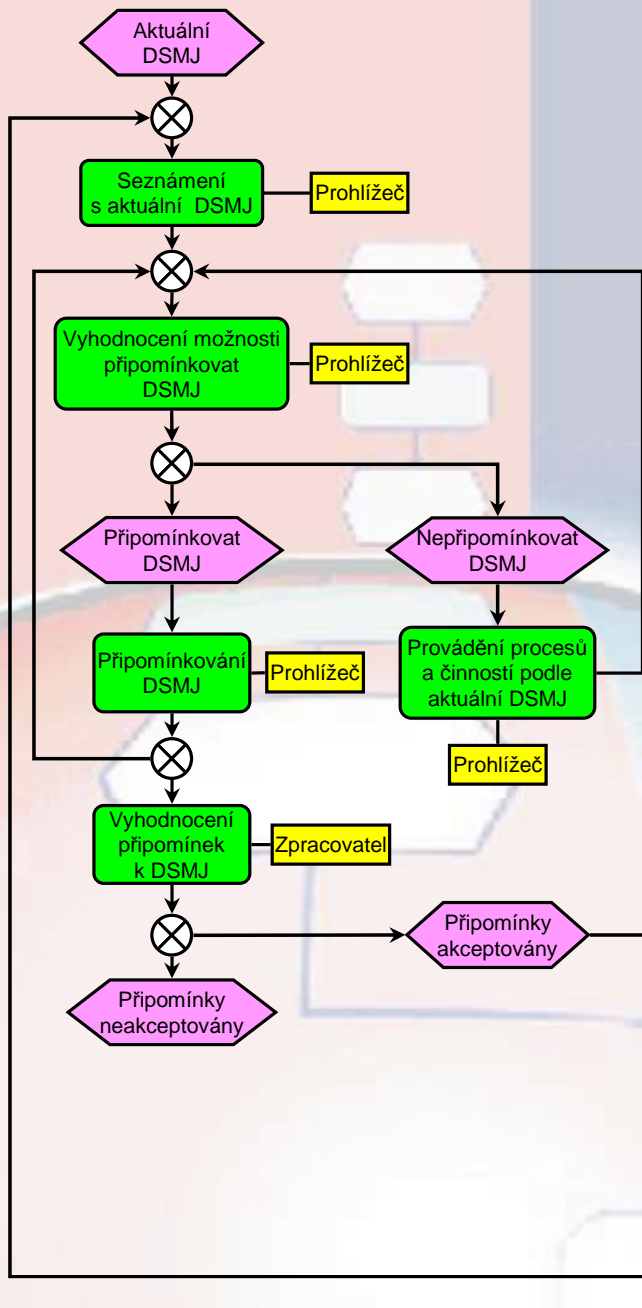 Aktuální
DSMJ
Seznámení
s aktuální DSMJ
Prohlížeč
Vyhodnocení možnosti
připomínkovat
DSMJ
Prohlížeč
Připomínkovat
DSMJ
Nepřipomínkovat
DSMJ
Připomínkování
DSMJ
Prohlížeč
Provádění procesů
a činností podle
aktuální DSMJ
Prohlížeč
Vyhodnocení
připomínek
k DSMJ
Zpracovatel
Připomínky
akceptovány
Připomínky
neakceptovány